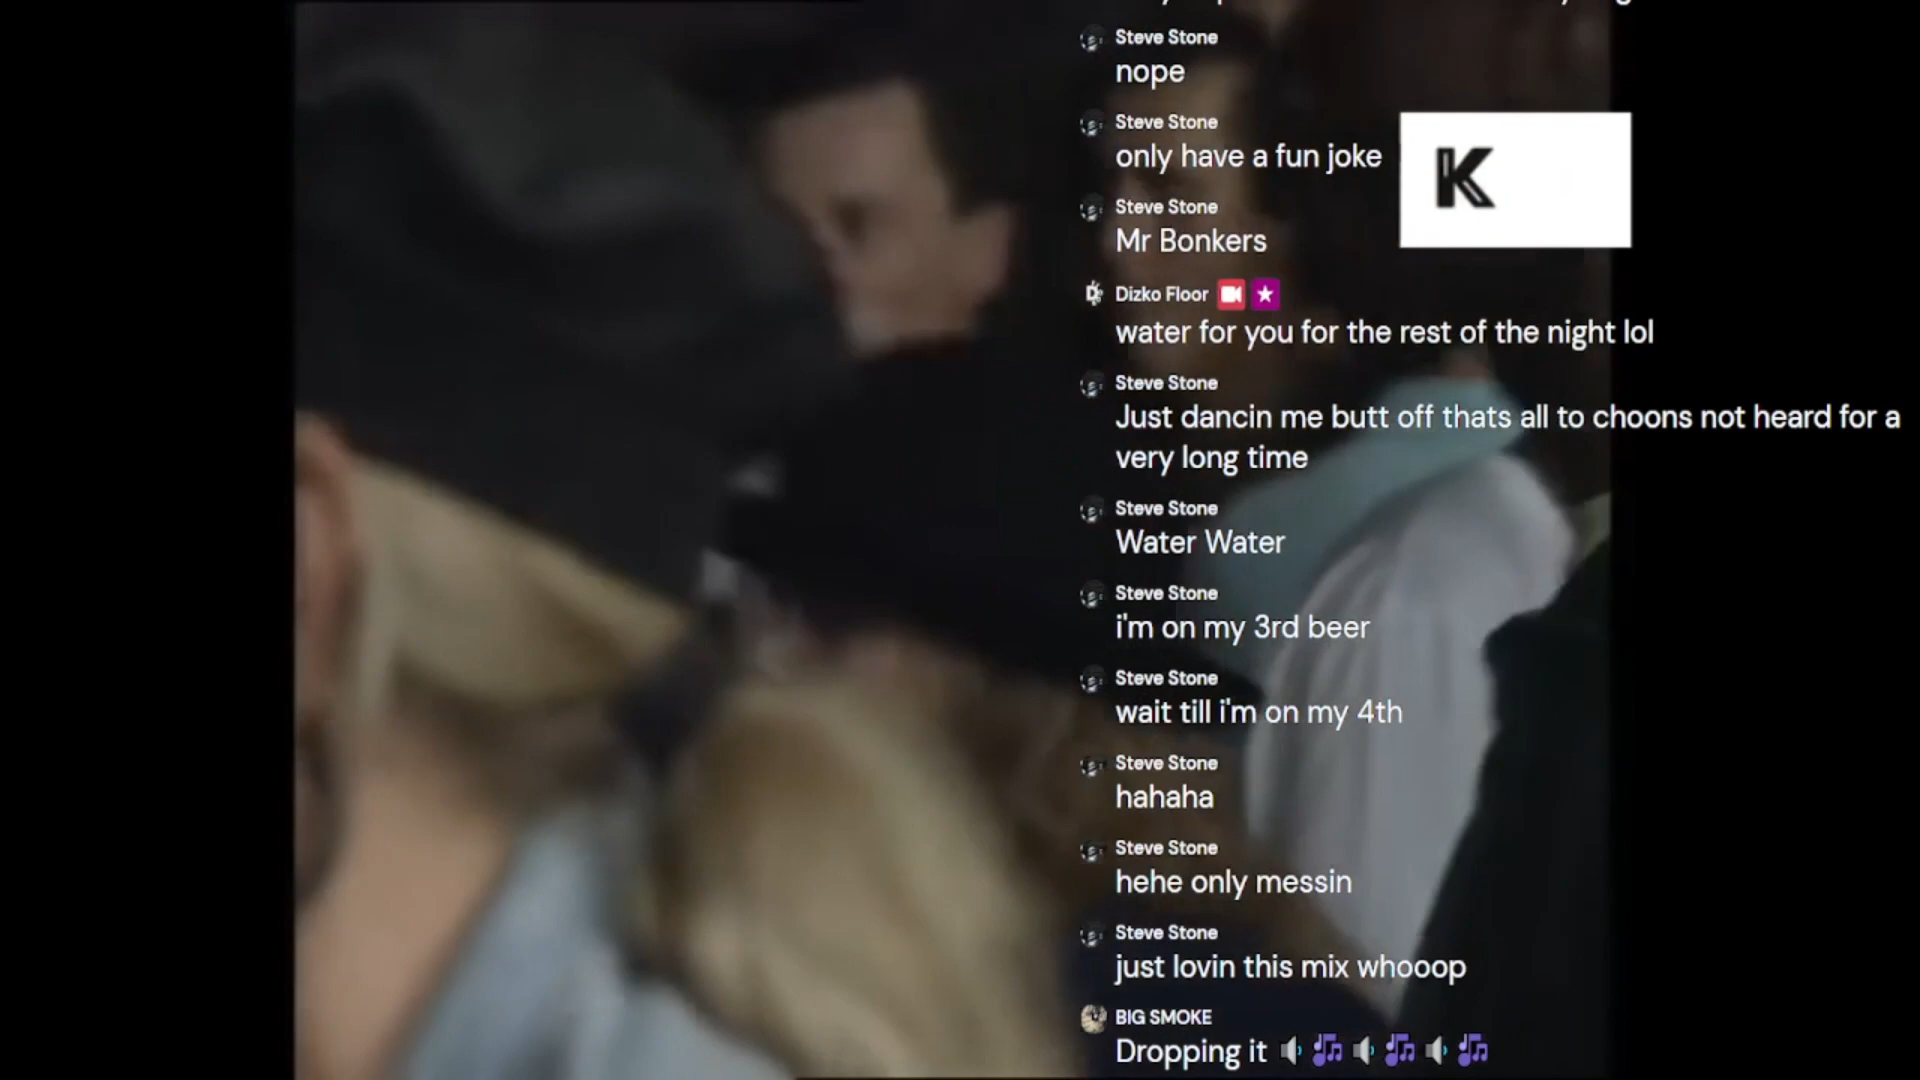 Steve Stone
nope
Steve Stone
only have a fun joke
K
Steve Stone
Mr Bonkers
Dizko Floor
water for you for the rest of the night lol
Steve Stone
Just dancin me butt off thats all to choons not heard for a
very long time
Steve Stone
Water Water
Steve Stone
i'm on my 3rd beer
Steve Stone
wait till i'm on my 4th
Steve Stone
hahaha
Steve Stone
hehe only messin
Steve Stone
just lovin this mix whooop
BIG SMOKE
Dropping it 🔈🎶🔈🎶🔈🎶